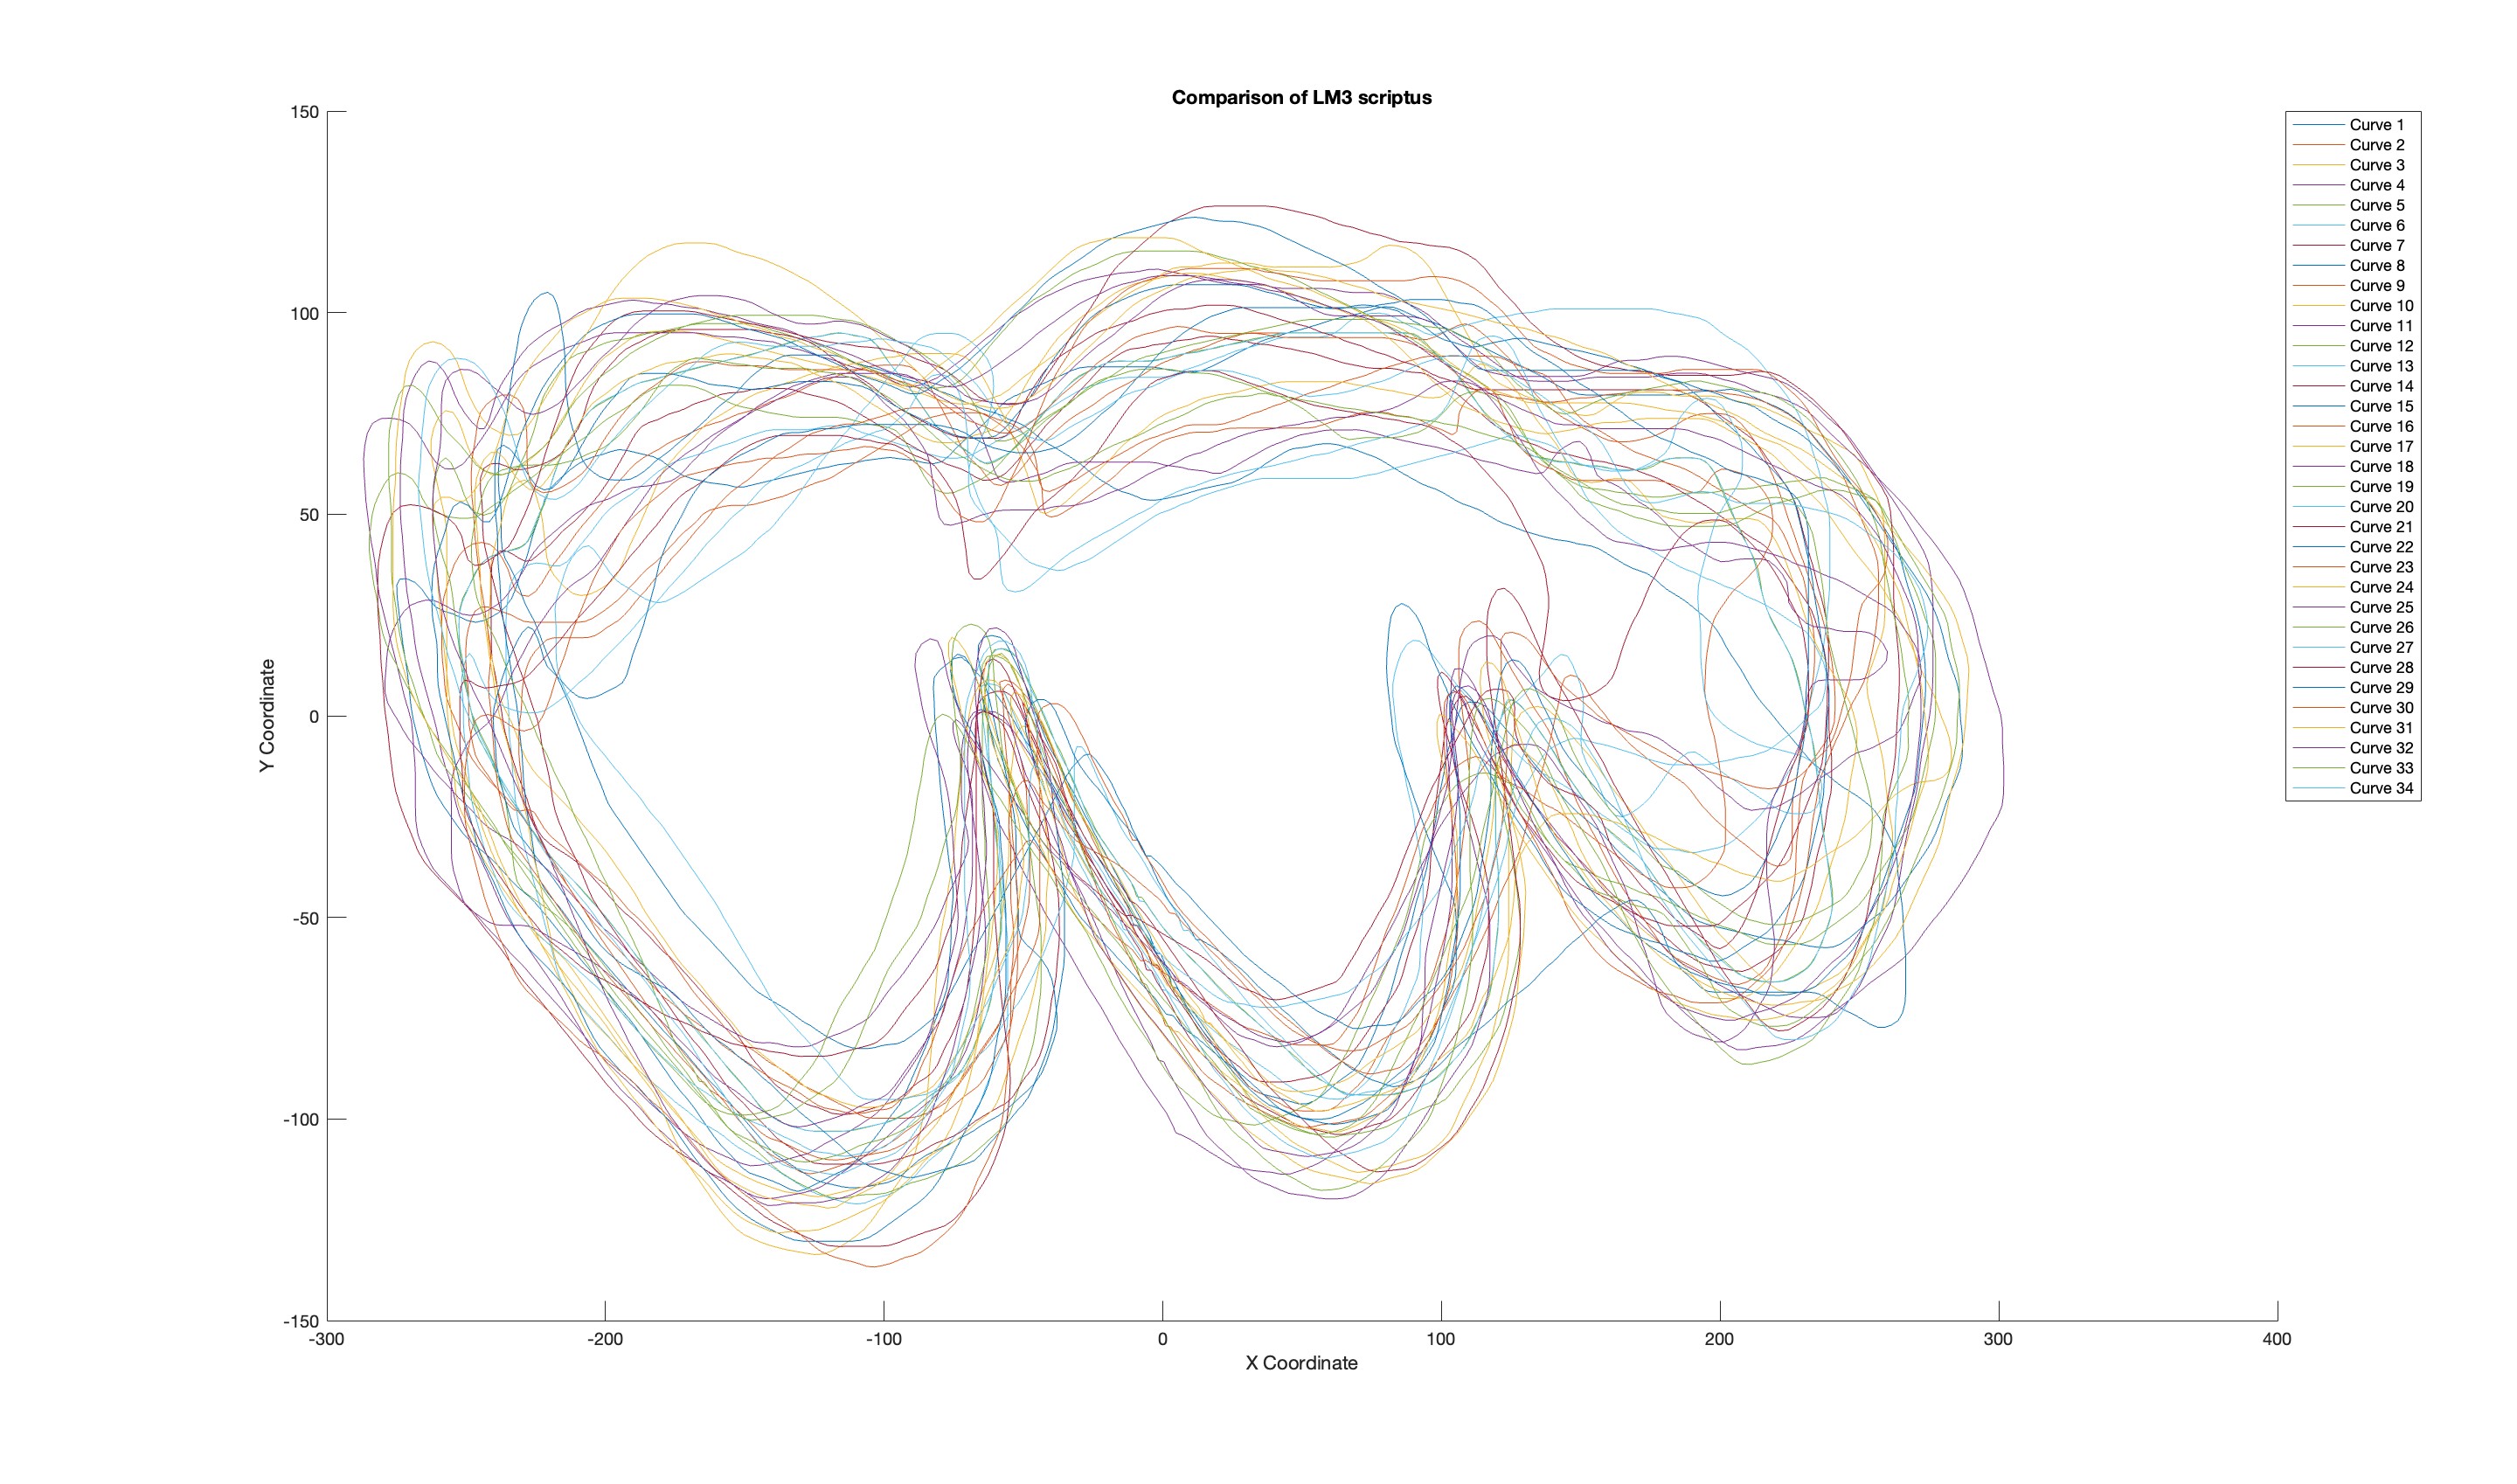 Comparison of LM3 scriptus
150
100
50
0
-50
-100
-150
Y Coordinate
-300
-200
-100
0
100
200
300
400
X Coordinate
Curve 1
Curve 2
Curve 3
Curve 4
Curve 5
Curve 6
Curve 7
Curve 8
Curve 9
Curve 10
Curve 11
Curve 12
Curve 13
Curve 14
Curve 15
Curve 16
Curve 17
Curve 18
Curve 19
Curve 20
Curve 21
Curve 22
Curve 23
Curve 24
Curve 25
Curve 26
Curve 27
Curve 28
Curve 29
Curve 30
Curve 31
Curve 32
Curve 33
Curve 34